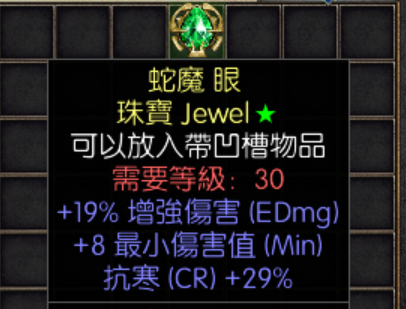 蛇魔 眼
珠寶 Jewel★
可以放入帶凹槽物品
需要等級: 30
+19% 增強傷害 (EDmg)
+8 最小傷害值 (Min)
抗寒 (CR) +29%